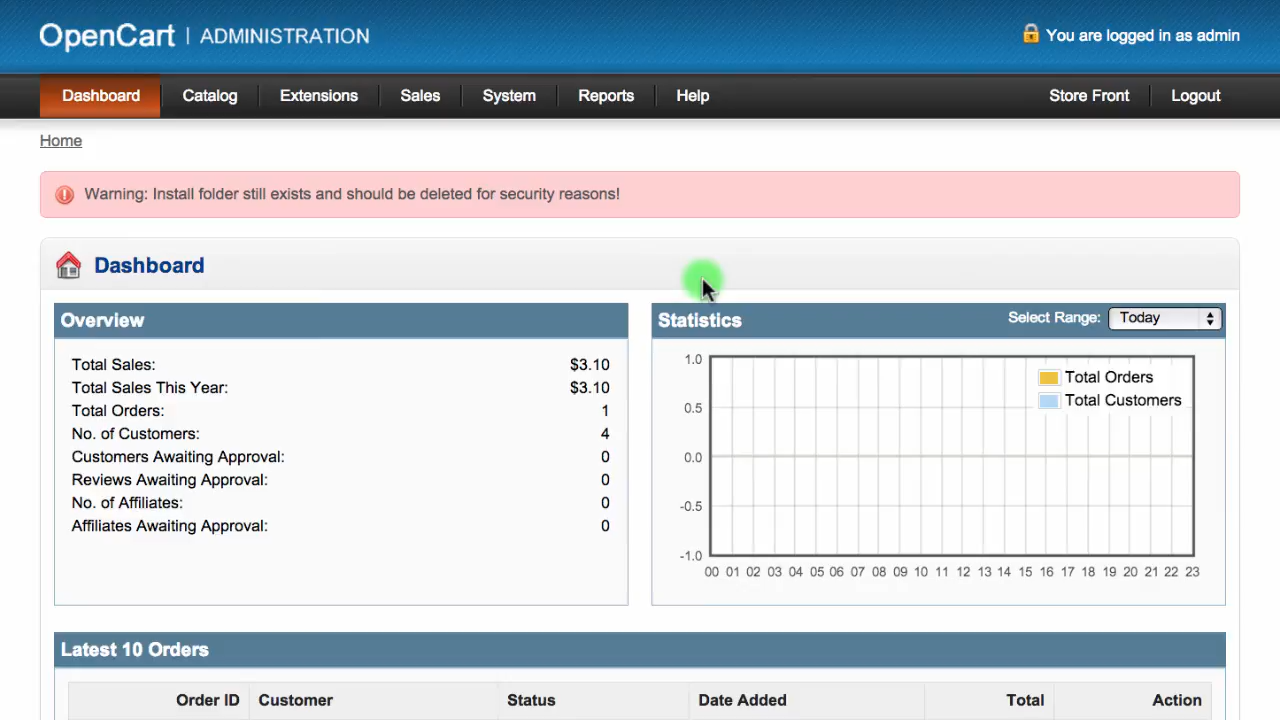 OpenCart | ADMINISTRATION
You are logged in as admin
Dashboard Catalog Extensions Sales System Reports Help Store Front Logout
Home
Warning: Install folder still exists and should be deleted for security reasons!
Dashboard
Overview
Total Sales: $3.10
Total Sales This Year: $3.10
Total Orders: 1
No. of Customers: 4
Customers Awaiting Approval: 0
Reviews Awaiting Approval: 0
No. of Affiliates: 0
Affiliates Awaiting Approval: 0
Statistics Select Range: Today
Total Orders
Total Customers
1.0
0.5
0.0
-0.5
-1.0
00 01 02 03 04 05 06 07 08 09 10 11 12 13 14 15 16 17 18 19 20 21 22 23
Latest 10 Orders
Order ID Customer Status Date Added Total Action